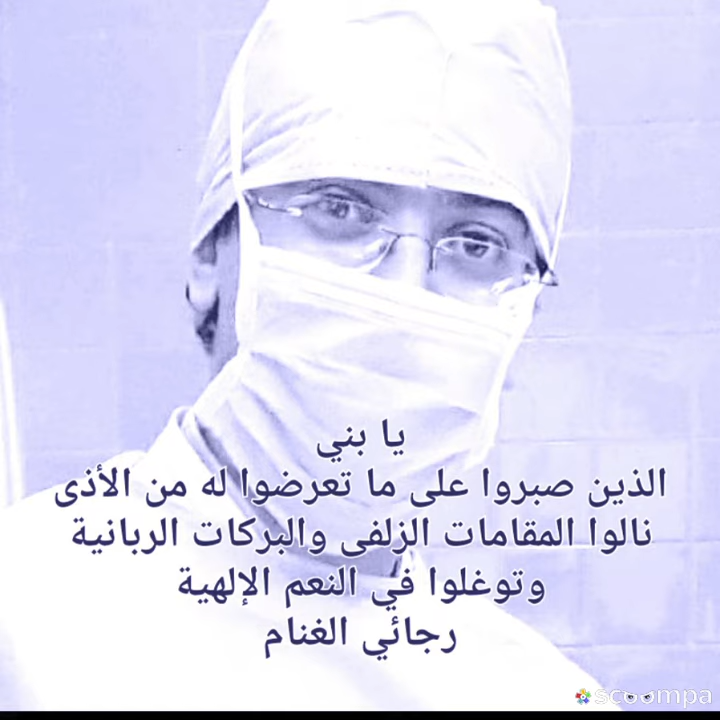 يا بني
الذين صبروا على ما تعرضوا له من الأذى
نالوا المقامات الزلفى والبركات الربانية
وتوغلوا في النعم الإلهية
رجائي الغنام
scoompa